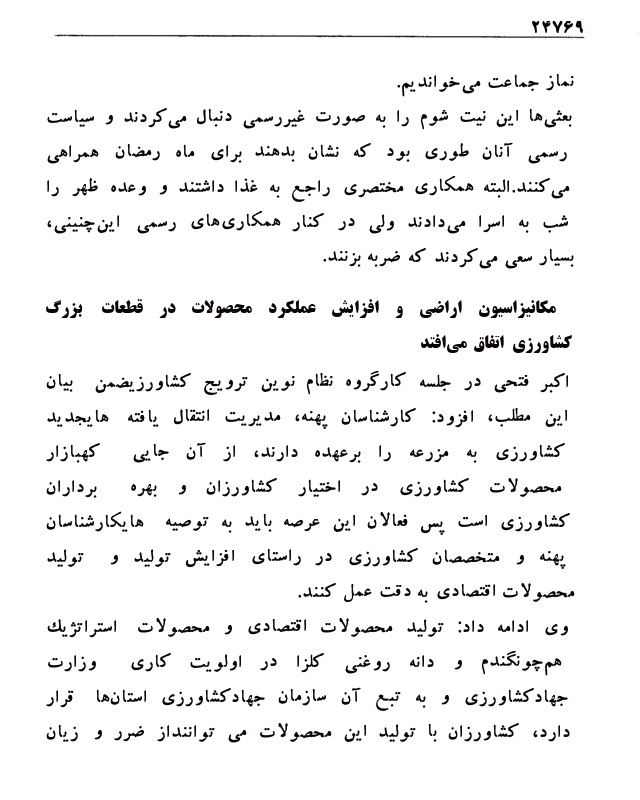 ۲۴۷۶۹
نماز جماعت می‌خواندیم.
بعثی‌ها این نیت شوم را به صورت غیررسمی دنبال می‌کردند و سیاست
رسمی آنان طوری بود که نشان بدهند برای ماه رمضان همراهی
می‌کنند.البته همکاری مختصری راجع به غذا داشتند و وعده ظهر را
شب به اسرا می‌دادند ولی در کنار همکاری‌های رسمی این‌چنینی،
بسیار سعی می‌کردند که ضربه بزنند.
مکانیزاسیون اراضی و افزایش عملکرد محصولات در قطعات بزرگ
کشاورزی اتفاق می‌افتد
اکبر فتحی در جلسه کارگروه نظام نوین ترویج کشاورزیضمن بیان
این مطلب، افزود: کارشناسان پهنه، مدیریت انتقال یافته هایجدید
کشاورزی به مزرعه را برعهده دارند، از آن جایی کهبازار
محصولات کشاورزی در اختیار کشاورزان و بهره برداران
کشاورزی است پس فعالان این عرصه باید به توصیه هایکارشناسان
پهنه و متخصصان کشاورزی در راستای افزایش تولید و تولید
محصولات اقتصادی به دقت عمل کنند.
وی ادامه داد: تولید محصولات اقتصادی و محصولات استراتژیک
هم‌چونگندم و دانه روغنی کلزا در اولویت کاری وزارت
جهادکشاورزی و به تبع آن سازمان جهادکشاورزی استان‌ها قرار
دارد، کشاورزان با تولید این محصولات می تواننداز ضرر و زیان